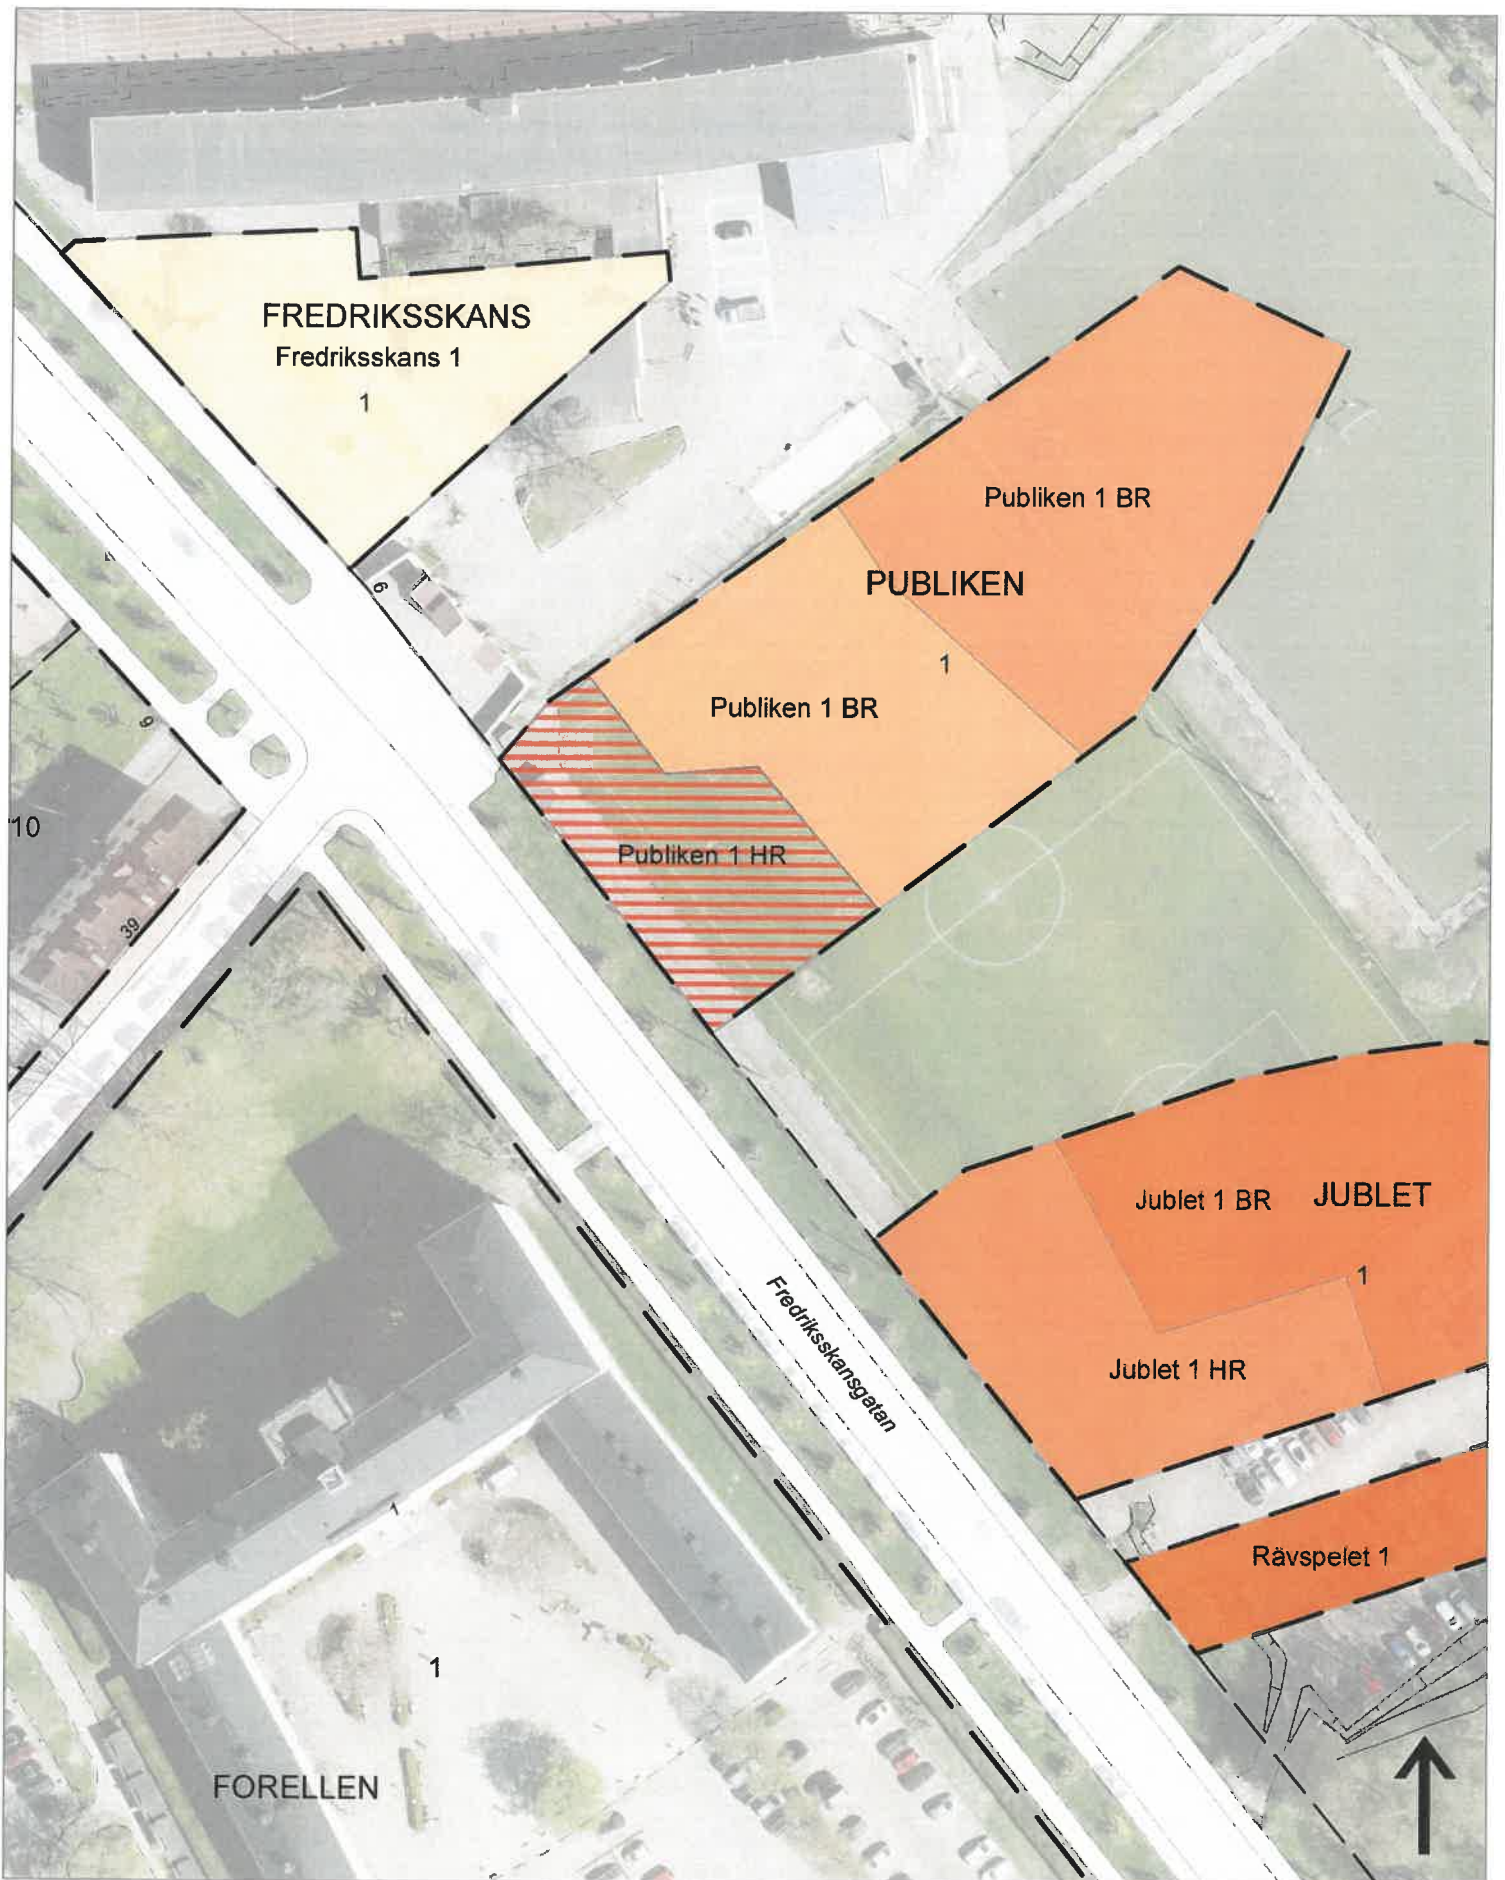 FREDRIKSSKANS
Fredriksskans 1
1
Publiken 1 BR
PUBLIKEN
6
1
Publiken 1 BR
9
10
Publiken 1 HR
39
Jublet 1 BR
JUBLET
1
Fredriksskansgatan
Jublet 1 HR
1
Rävspelet 1
1
FORELLEN